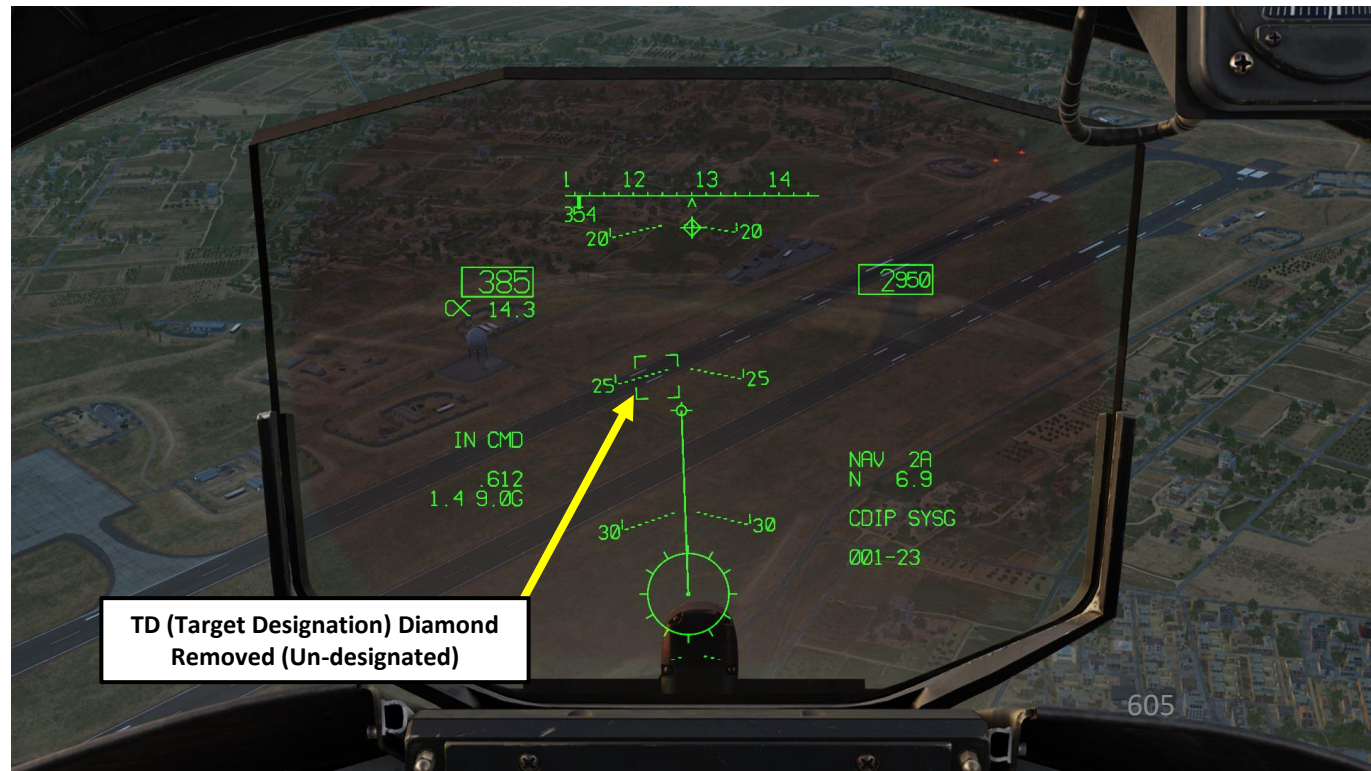 1 12 13 14
354
20 20
385
2950
α 14.3
25 25
IN CMD
.612
1.4 9.0G
NAV 2A
N 6.9
CDIP SYSG
001-23
30 30
TD (Target Designation) Diamond
Removed (Un-designated)
605